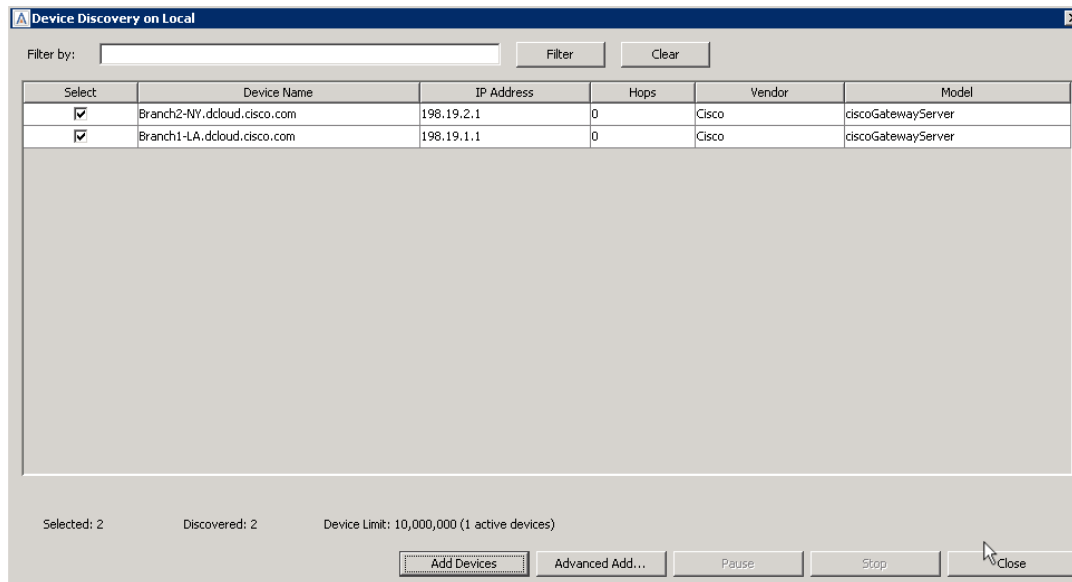 Device Discovery on Local
Filter by: Filter Clear
Select Device Name IP Address Hops Vendor Model
Branch2-NY.dcloud.cisco.com 198.19.2.1 0 Cisco ciscoGatewayServer
Branch1-LA.dcloud.cisco.com 198.19.1.1 0 Cisco ciscoGatewayServer
Selected: 2 Discovered: 2 Device Limit: 10,000,000 (1 active devices)
Add Devices Advanced Add... Pause Stop Close